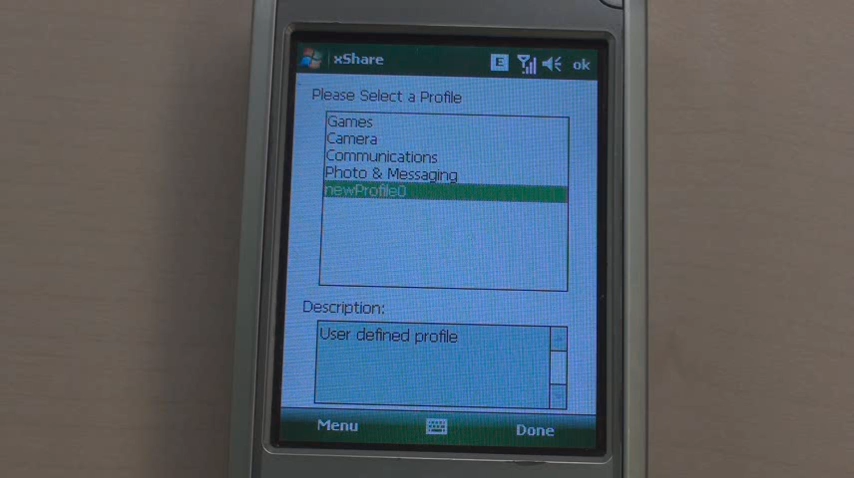 xShare E ok
Please Select a Profile
Games
Camera
Communications
Photo & Messaging
newProfile0
Description:
User defined profile
Menu Done